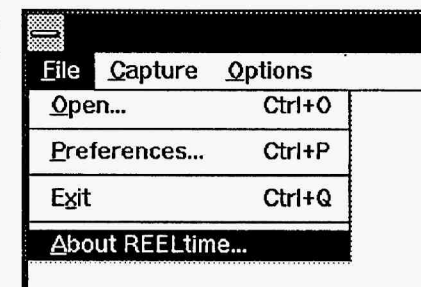 File Capture Options
Open... Ctrl+O
Preferences... Ctrl+P
Exit Ctrl+Q
About REELtime...